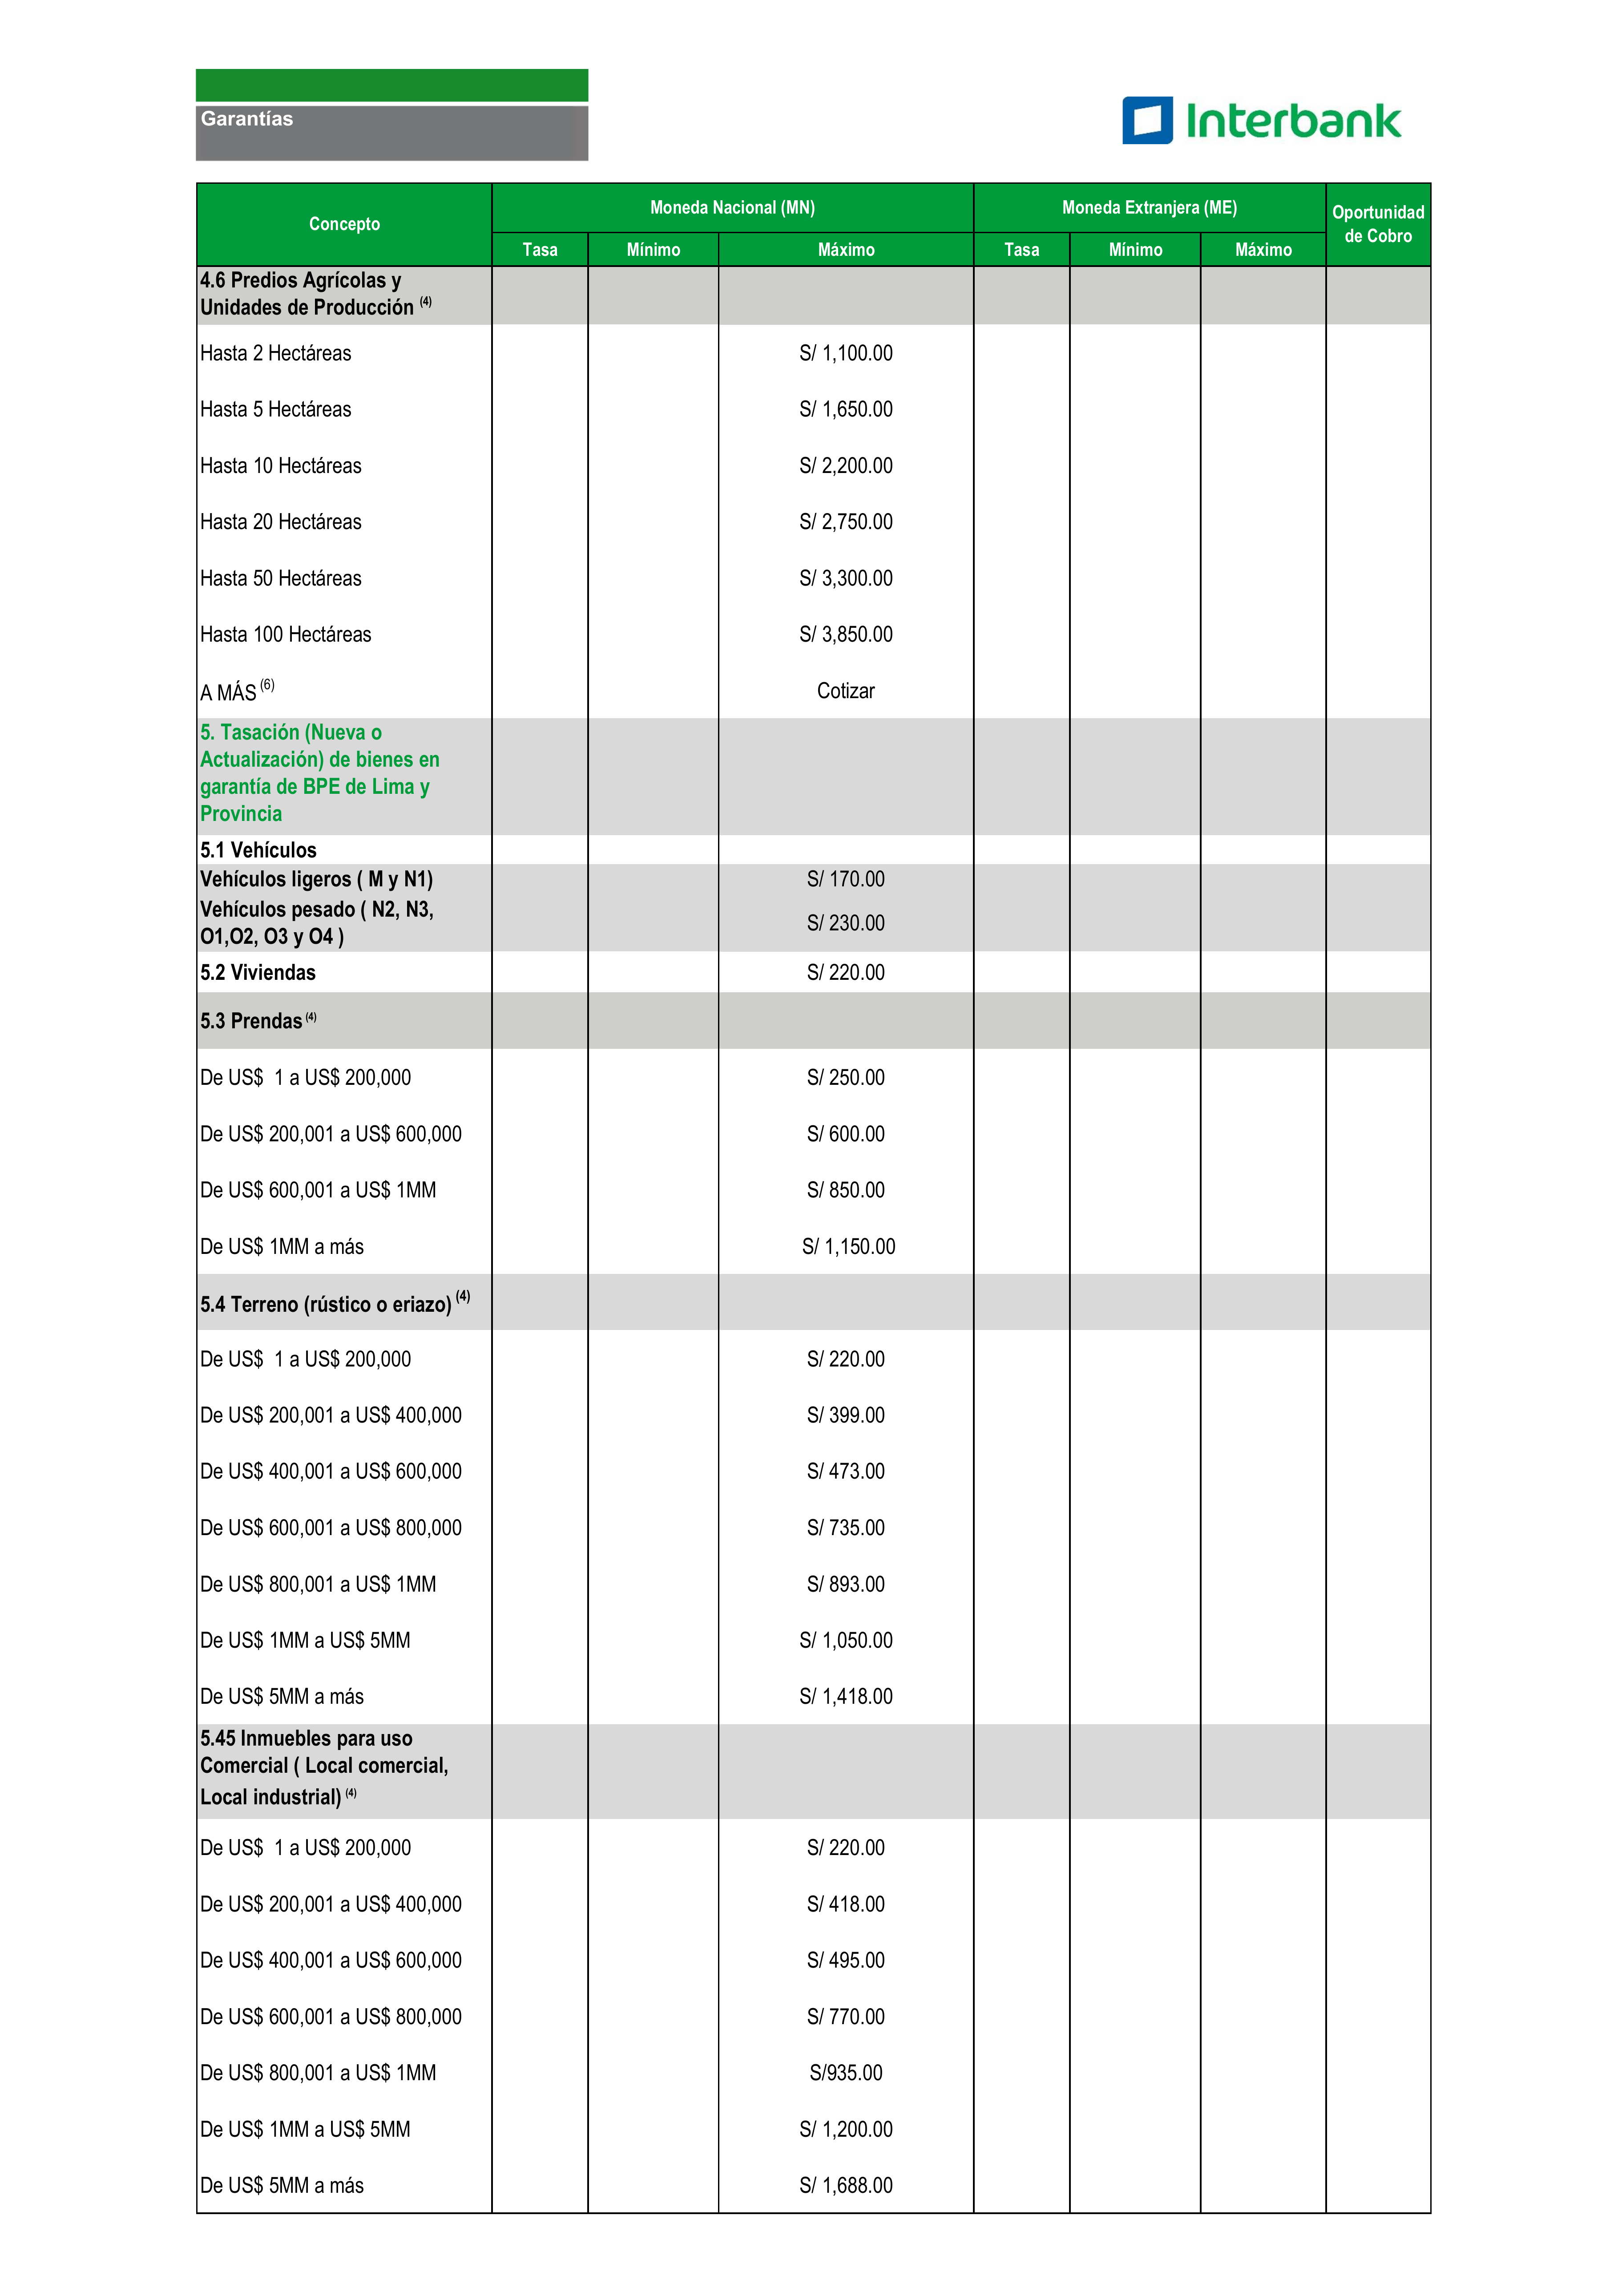 Garantías
Interbank
Concepto
Moneda Nacional (MN)
Moneda Extranjera (ME)
Oportunidad
de Cobro
Tasa Mínimo Máximo Tasa Mínimo Máximo
4.6 Predios Agrícolas y
Unidades de Producción (4)
Hasta 2 Hectáreas S/ 1,100.00
Hasta 5 Hectáreas S/ 1,650.00
Hasta 10 Hectáreas S/ 2,200.00
Hasta 20 Hectáreas S/ 2,750.00
Hasta 50 Hectáreas S/ 3,300.00
Hasta 100 Hectáreas S/ 3,850.00
A MÁS (6) Cotizar
5. Tasación (Nueva o
Actualización) de bienes en
garantía de BPE de Lima y
Provincia
5.1 Vehículos
Vehículos ligeros ( M y N1) S/ 170.00
Vehículos pesado ( N2, N3,
O1,O2, O3 y O4 ) S/ 230.00
5.2 Viviendas S/ 220.00
5.3 Prendas (4)
De US$  1 a US$ 200,000 S/ 250.00
De US$ 200,001 a US$ 600,000 S/ 600.00
De US$ 600,001 a US$ 1MM S/ 850.00
De US$ 1MM a más S/ 1,150.00
5.4 Terreno (rústico o eriazo) (4)
De US$  1 a US$ 200,000 S/ 220.00
De US$ 200,001 a US$ 400,000 S/ 399.00
De US$ 400,001 a US$ 600,000 S/ 473.00
De US$ 600,001 a US$ 800,000 S/ 735.00
De US$ 800,001 a US$ 1MM S/ 893.00
De US$ 1MM a US$ 5MM S/ 1,050.00
De US$ 5MM a más S/ 1,418.00
5.45 Inmuebles para uso
Comercial ( Local comercial,
Local industrial) (4)
De US$  1 a US$ 200,000 S/ 220.00
De US$ 200,001 a US$ 400,000 S/ 418.00
De US$ 400,001 a US$ 600,000 S/ 495.00
De US$ 600,001 a US$ 800,000 S/ 770.00
De US$ 800,001 a US$ 1MM S/935.00
De US$ 1MM a US$ 5MM S/ 1,200.00
De US$ 5MM a más S/ 1,688.00